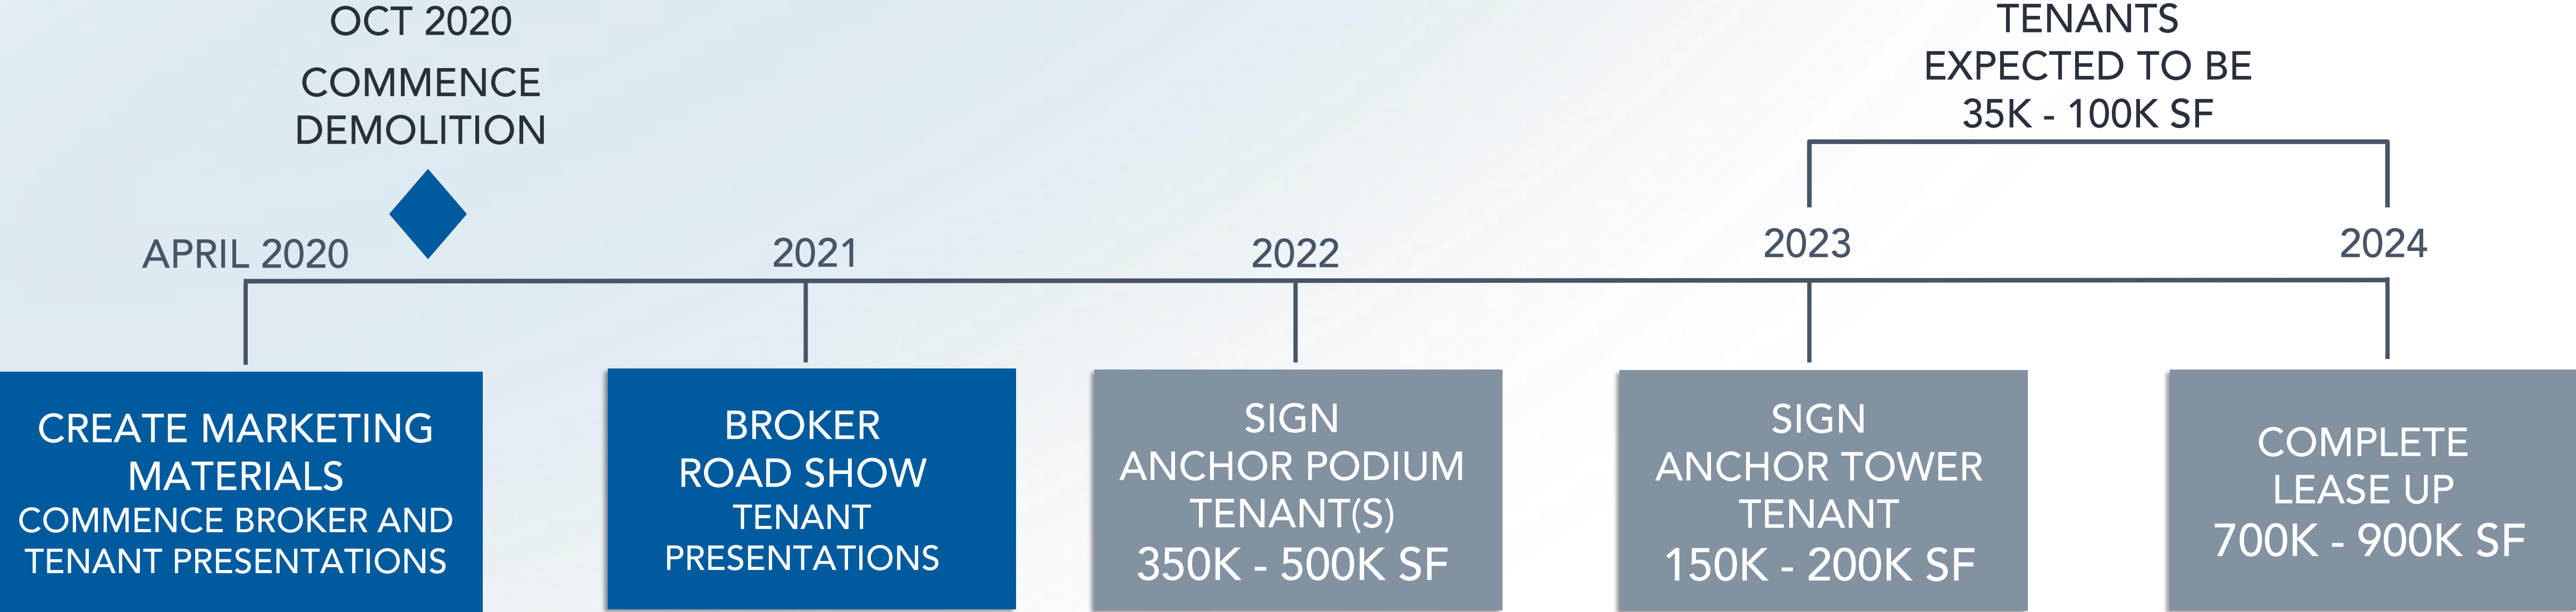 OCT 2020
COMMENCE
DEMOLITION
TENANTS
EXPECTED TO BE
35K - 100K SF
APRIL 2020
2021
2022
2023
2024
CREATE MARKETING
MATERIALS
COMMENCE BROKER AND
TENANT PRESENTATIONS
BROKER
ROAD SHOW
TENANT
PRESENTATIONS
SIGN
ANCHOR PODIUM
TENANT(S)
350K - 500K SF
SIGN
ANCHOR TOWER
TENANT
150K - 200K SF
COMPLETE
LEASE UP
700K - 900K SF